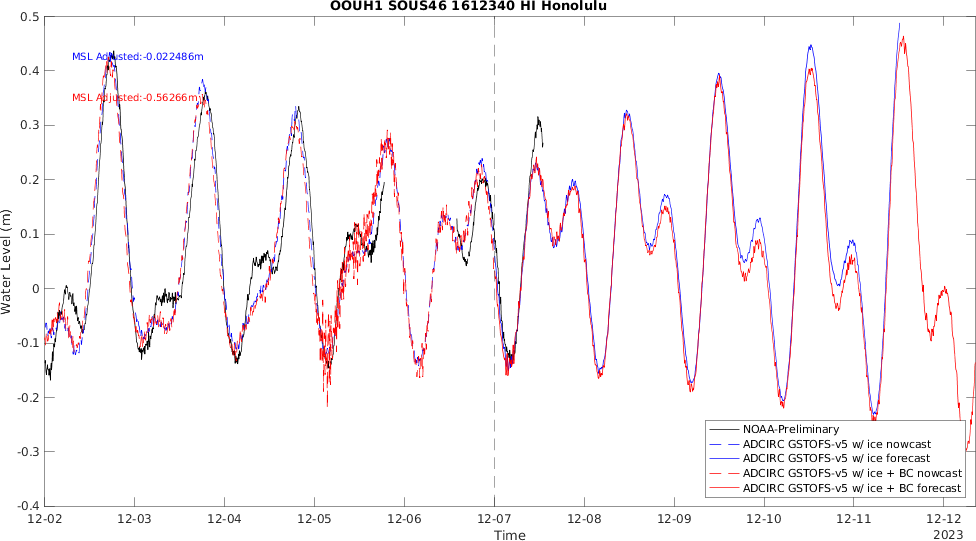 OOUH1 SOUS46 1612340 HI Honolulu
0.5
0.4
0.3
0.2
0.1
0
-0.1
-0.2
-0.3
-0.4
Water Level (m)
MSL Adjusted:-0.022486m
MSL Adjusted:-0.56266m
NOAA-Preliminary
ADCIRC GSTOFS-v5 w/ ice nowcast
ADCIRC GSTOFS-v5 w/ ice forecast
ADCIRC GSTOFS-v5 w/ ice + BC nowcast
ADCIRC GSTOFS-v5 w/ ice + BC forecast
12-02 12-03 12-04 12-05 12-06 12-07 12-08 12-09 12-10 12-11 12-12
2023
Time